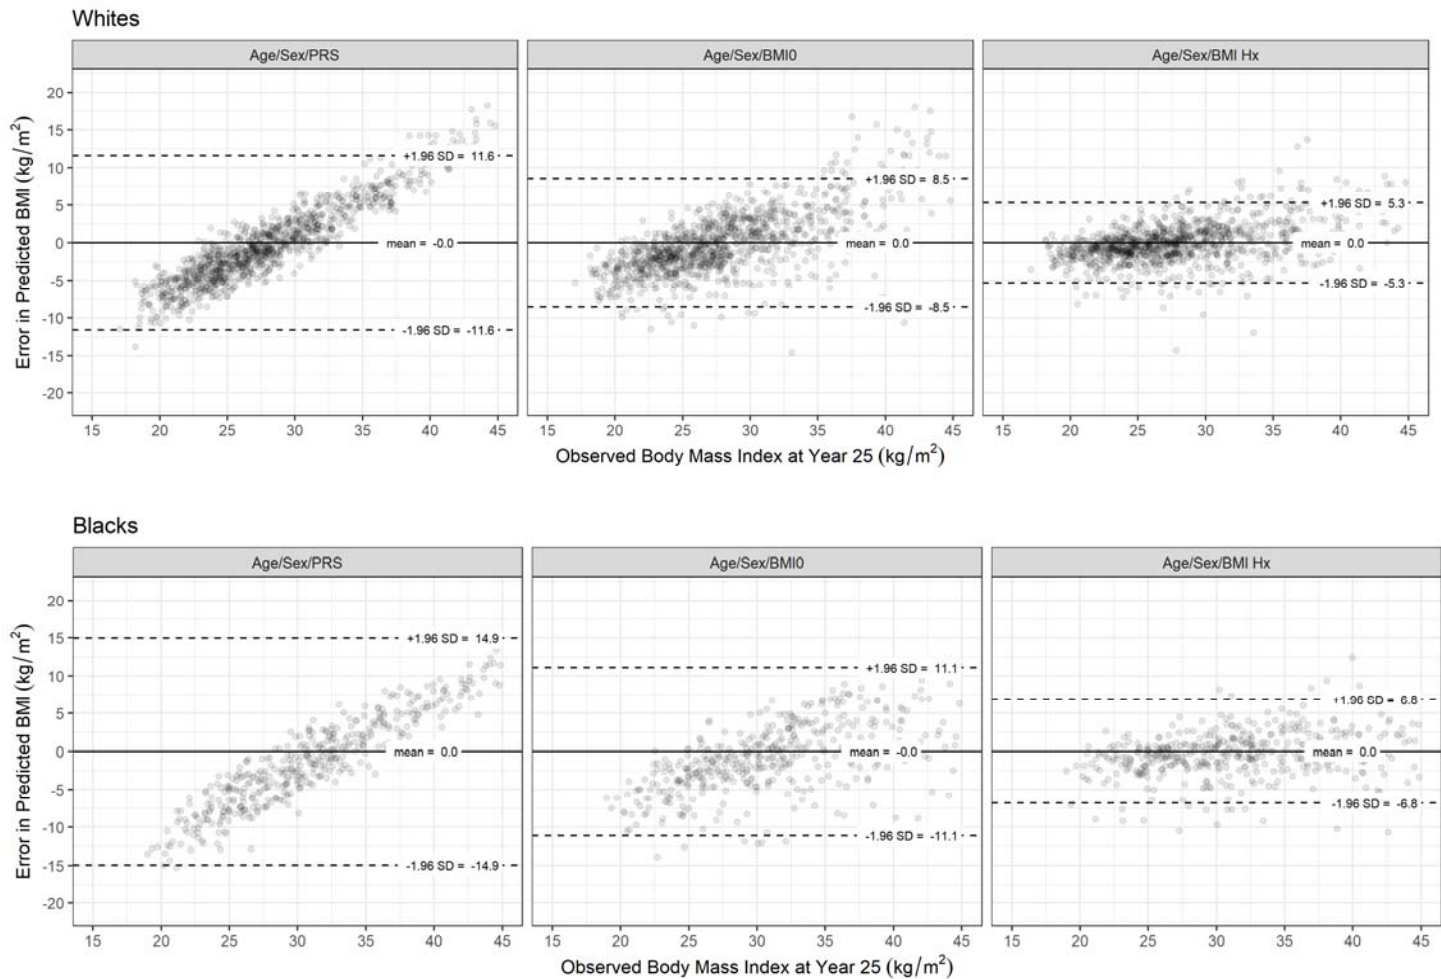 Whites
Age/Sex/PRS Age/Sex/BMI0 Age/Sex/BMI Hx
Error in Predicted BMI (kg/m²)
20
15
10
5
0
-5
-10
-15
-20
+1.96 SD = 11.6
mean = -0.0
-1.96 SD = -11.6
+1.96 SD = 8.5
mean = 0.0
-1.96 SD = -8.5
+1.96 SD = 5.3
mean = 0.0
-1.96 SD = -5.3
15 20 25 30 35 40 45 15 20 25 30 35 40 45 15 20 25 30 35 40 45
Observed Body Mass Index at Year 25 (kg/m²)
Blacks
Age/Sex/PRS Age/Sex/BMI0 Age/Sex/BMI Hx
Error in Predicted BMI (kg/m²)
20
15
10
5
0
-5
-10
-15
-20
+1.96 SD = 14.9
mean = 0.0
-1.96 SD = -14.9
+1.96 SD = 11.1
mean = -0.0
-1.96 SD = -11.1
+1.96 SD = 6.8
mean = 0.0
-1.96 SD = -6.8
15 20 25 30 35 40 45 15 20 25 30 35 40 45 15 20 25 30 35 40 45
Observed Body Mass Index at Year 25 (kg/m²)